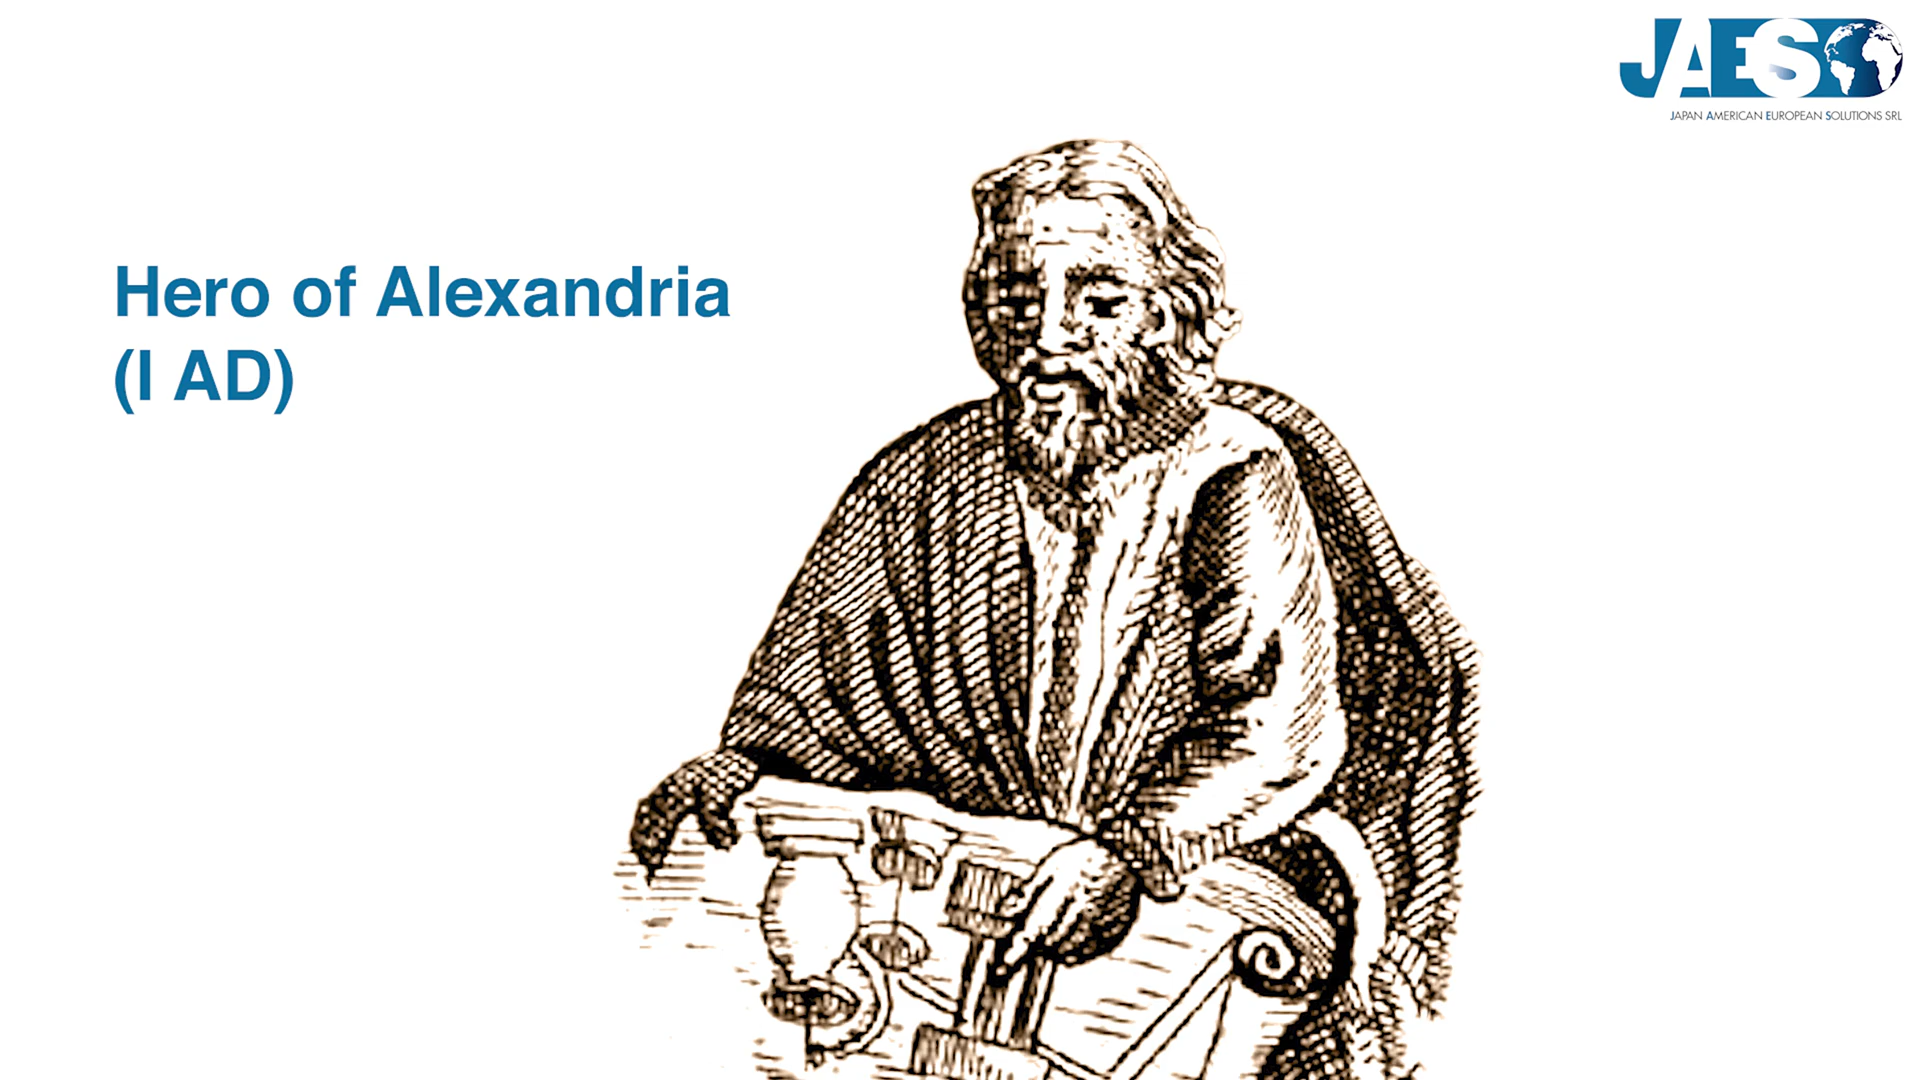 JAES
JAPAN AMERICAN EUROPEAN SOLUTIONS SRL
Hero of Alexandria
(I AD)